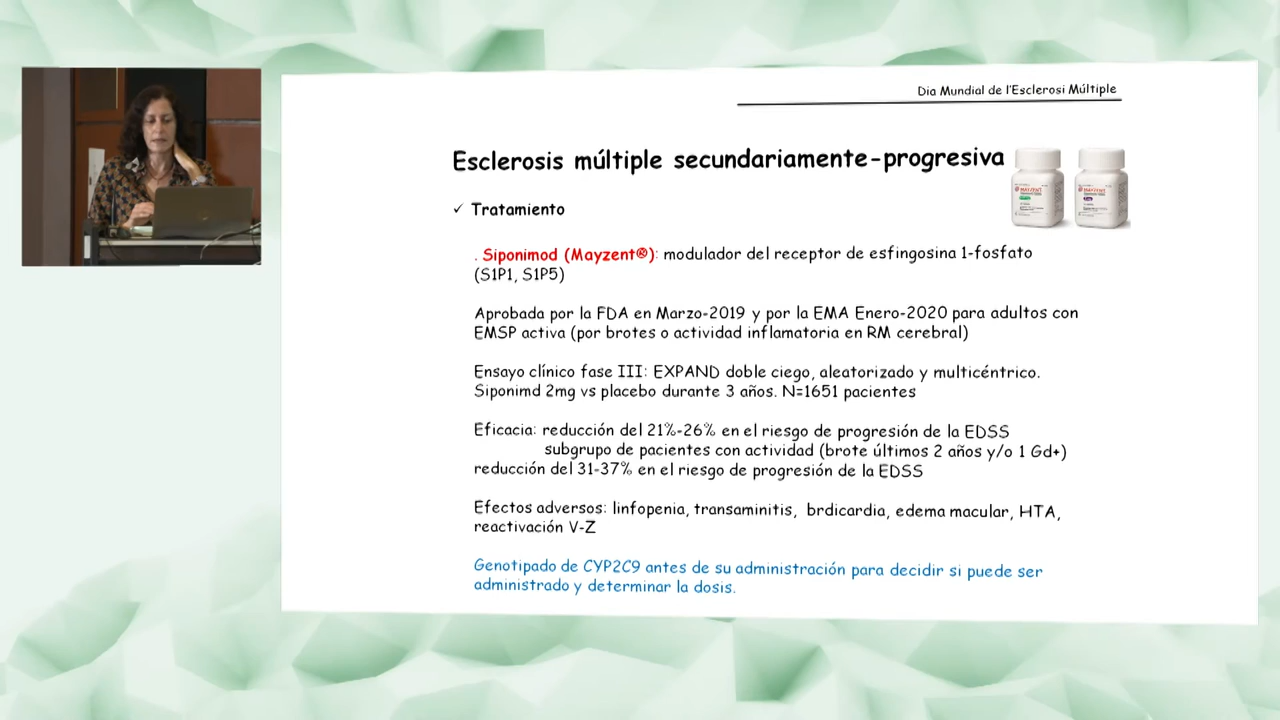 Dia Mundial de l'Esclerosi Múltiple
Esclerosis múltiple secundariamente-progresiva
✓ Tratamiento
. Siponimod (Mayzent®): modulador del receptor de esfingosina 1-fosfato
(S1P1, S1P5)
Aprobada por la FDA en Marzo-2019 y por la EMA Enero-2020 para adultos con
EMSP activa (por brotes o actividad inflamatoria en RM cerebral)
Ensayo clínico fase III: EXPAND doble ciego, aleatorizado y multicéntrico.
Siponimd 2mg vs placebo durante 3 años. N=1651 pacientes
Eficacia: reducción del 21%-26% en el riesgo de progresión de la EDSS
subgrupo de pacientes con actividad (brote últimos 2 años y/o 1 Gd+)
reducción del 31-37% en el riesgo de progresión de la EDSS
Efectos adversos: linfopenia, transaminitis, brdicardia, edema macular, HTA,
reactivación V-Z
Genotipado de CYP2C9 antes de su administración para decidir si puede ser
administrado y determinar la dosis.
MAYZENT
MAYZENT